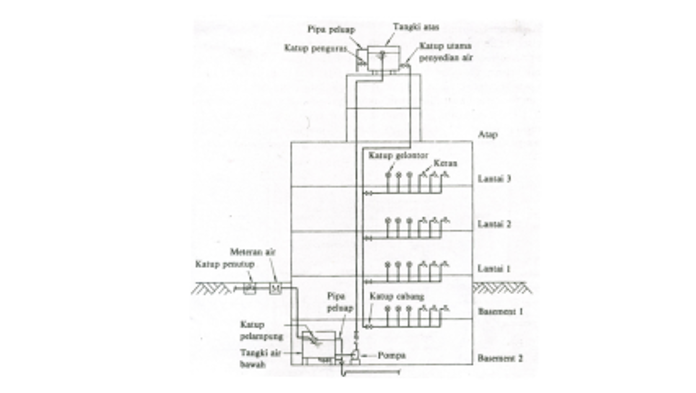 Pipa peluap
Tangki atas
Katup penguras
Katup utama
penyedian air
Atap
Katup gelontor
Keran
Lantai 3
Lantai 2
Meteran air
Katup penutup
Lantai 1
M
Pipa
peluap
Katup cabang
Basement 1
Katup
pelampung
Tangki air
bawah
Pompa
Basement 2